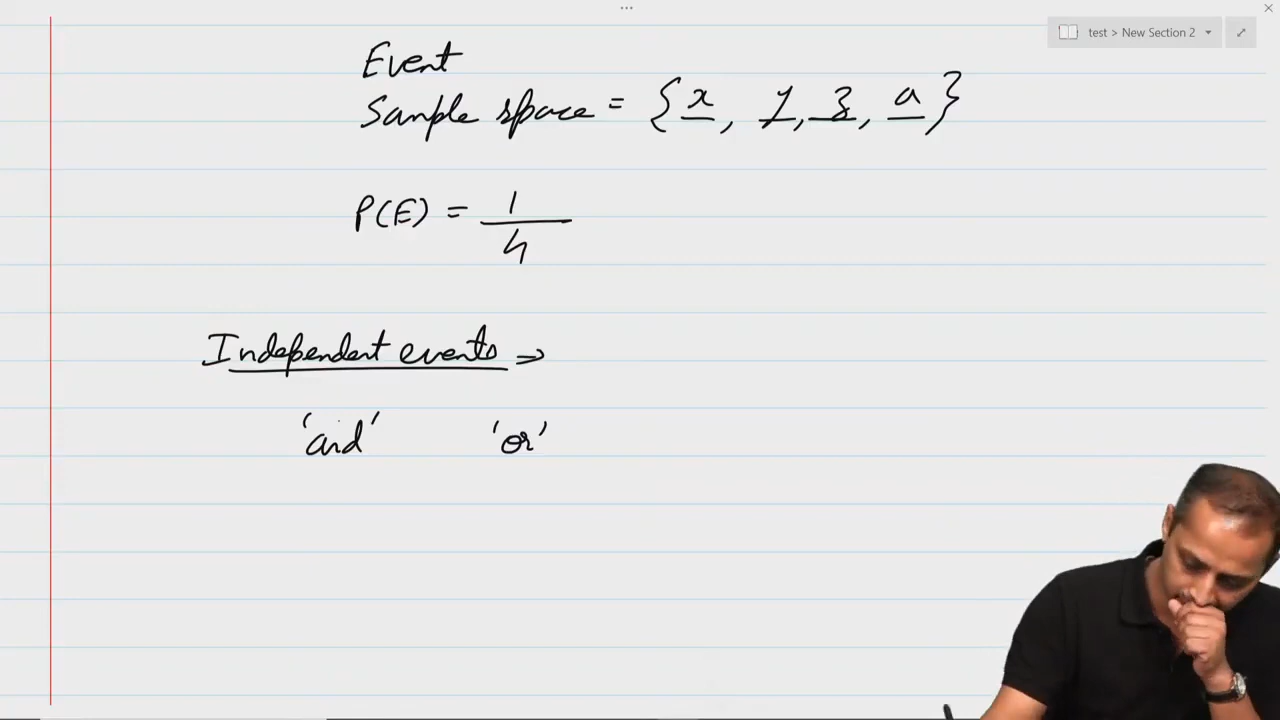 test > New Section 2
Event
Sample space = {x, y, z, a}
P(E) = 1/4
Independent events ⇒
'and' 'or'